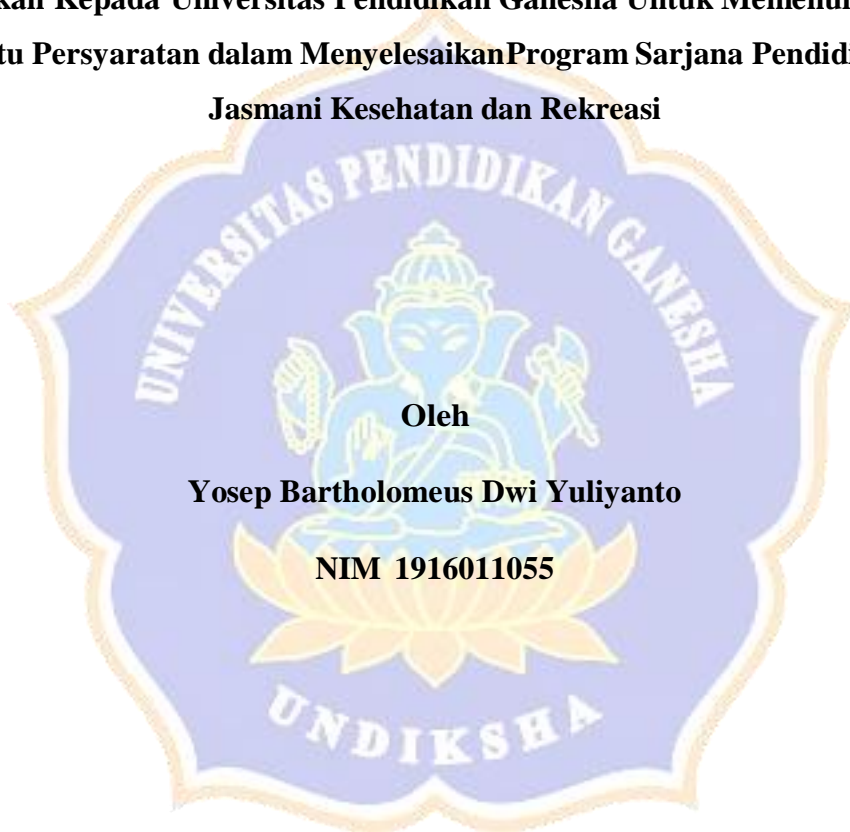 Kepada Universitas Pendidikan Ganesha Untuk
Persyaratan dalam MenyelesaikanProgram Sarjana
Jasmani Kesehatan dan Rekreasi
UNIVERSITAS PENDIDIKAN GANESHA
Oleh
Yosep Bartholomeus Dwi Yuliyanto
NIM 1916011055
UNDIKSHA